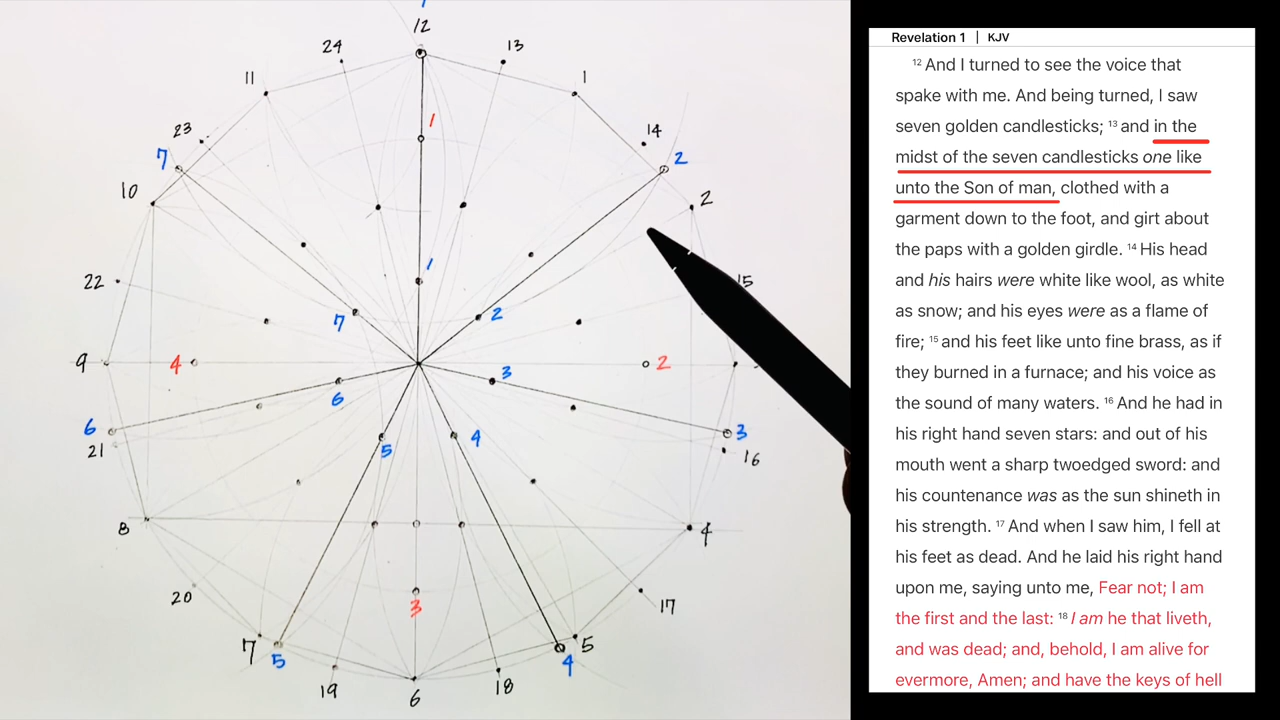 12
24
13
11
1
1
23
14
7
2
10
2
1
22
15
7
2
9
4
2
3
6
6
3
21
5
4
16
8
4
20
3
17
7
5
5
4
19
18
6
Revelation 1 | KJV
12 And I turned to see the voice that
spake with me. And being turned, I saw
seven golden candlesticks; 13 and in the
midst of the seven candlesticks one like
unto the Son of man, clothed with a
garment down to the foot, and girt about
the paps with a golden girdle. 14 His head
and his hairs were white like wool, as white
as snow; and his eyes were as a flame of
fire; 15 and his feet like unto fine brass, as if
they burned in a furnace; and his voice as
the sound of many waters. 16 And he had in
his right hand seven stars: and out of his
mouth went a sharp twoedged sword: and
his countenance was as the sun shineth in
his strength. 17 And when I saw him, I fell at
his feet as dead. And he laid his right hand
upon me, saying unto me, Fear not; I am
the first and the last: 18 I am he that liveth,
and was dead; and, behold, I am alive for
evermore, Amen; and have the keys of hell